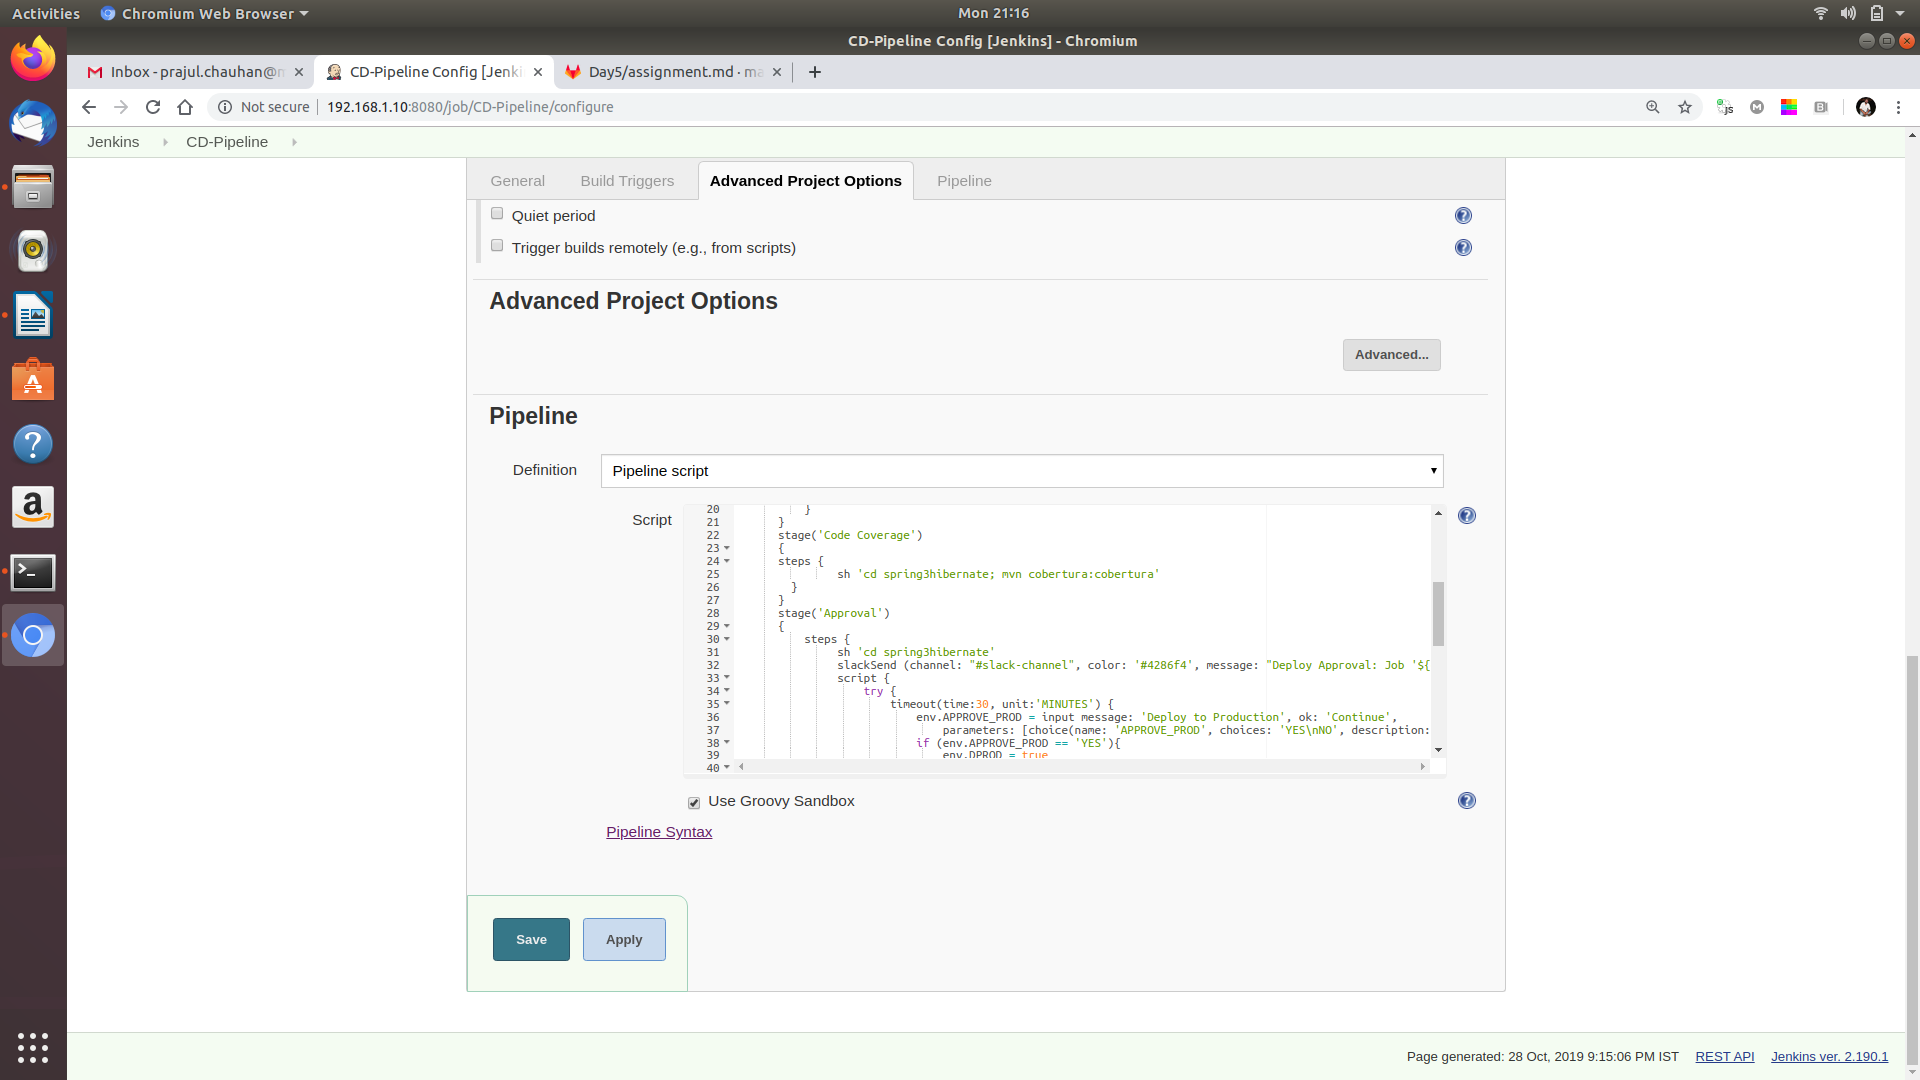 Activities
Chromium Web Browser
Mon 21:16
CD-Pipeline Config [Jenkins] - Chromium
Inbox - prajul.chauhan@
CD-Pipeline Config [Jenki
Day5/assignment.md · ma
Not secure
192.168.1.10:8080/job/CD-Pipeline/configure
Jenkins
CD-Pipeline
General
Build Triggers
Advanced Project Options
Pipeline
Quiet period
Trigger builds remotely (e.g., from scripts)
Advanced Project Options
Advanced...
Pipeline
Definition
Pipeline script
Script
20 }
21 }
22 stage('Code Coverage')
23 {
24 steps {
25 sh 'cd spring3hibernate; mvn cobertura:cobertura'
26 }
27 }
28 stage('Approval')
29 {
30 steps {
31 sh 'cd spring3hibernate'
32 slackSend (channel: "#slack-channel", color: '#4286f4', message: "Deploy Approval: Job '${
33 script {
34 try {
35 timeout(time:30, unit:'MINUTES') {
36 env.APPROVE_PROD = input message: 'Deploy to Production', ok: 'Continue',
37 parameters: [choice(name: 'APPROVE_PROD', choices: 'YES\nNO', description:
38 if (env.APPROVE_PROD == 'YES'){
39 env.DPROD = true
40
Use Groovy Sandbox
Pipeline Syntax
Save
Apply
Page generated: 28 Oct, 2019 9:15:06 PM IST
REST API
Jenkins ver. 2.190.1